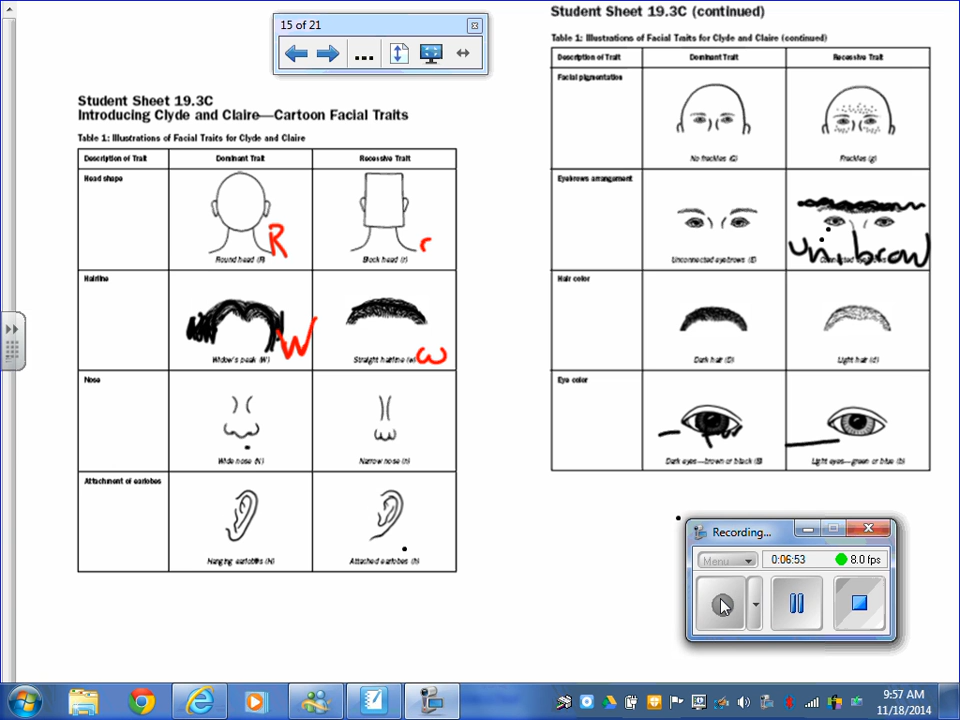 15 of 21
Student Sheet 19.3C
Introducing Clyde and Claire—Cartoon Facial Traits
Table 1: Illustrations of Facial Traits for Clyde and Claire
Description of Trait Dominant Trait Recessive Trait
Head shape
R
r
Round head (R) Block head (r)
Hairline
W
w
Widow's peak (W) Straight hairline (w)
Nose
Wide nose (N) Narrow nose (n)
Attachment of earlobes
Hanging earlobes (H) Attached earlobes (h)
Student Sheet 19.3C (continued)
Table 1: Illustrations of Facial Traits for Clyde and Claire (continued)
Description of Trait Dominant Trait Recessive Trait
Facial pigmentation
No freckles (G) Freckles (g)
Eyebrows arrangement
unibrow
Unconnected eyebrows (E)
Hair color
Dark hair (D) Light hair (d)
Eye color
Dark eyes—brown or black (B) Light eyes—green or blue (b)
Recording...
Menu 0:06:53 8.0 fps
9:57 AM
11/18/2014